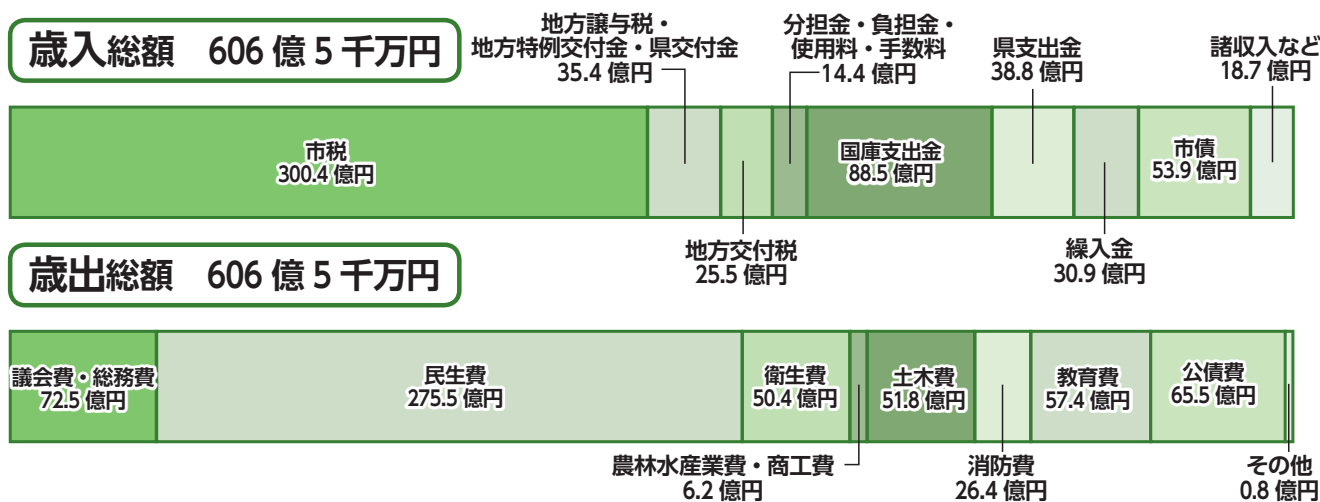 歳入総額 606 億 5 千万円
地方譲与税・
地方特例交付金・県交付金
35.4 億円
分担金・負担金・
使用料・手数料
14.4 億円
県支出金
38.8 億円
諸収入など
18.7 億円
市税
300.4 億円
国庫支出金
88.5 億円
市債
53.9 億円
地方交付税
25.5 億円
繰入金
30.9 億円
歳出総額 606 億 5 千万円
議会費・総務費
72.5 億円
民生費
275.5 億円
衛生費
50.4 億円
土木費
51.8 億円
教育費
57.4 億円
公債費
65.5 億円
農林水産業費・商工費
6.2 億円
消防費
26.4 億円
その他
0.8 億円